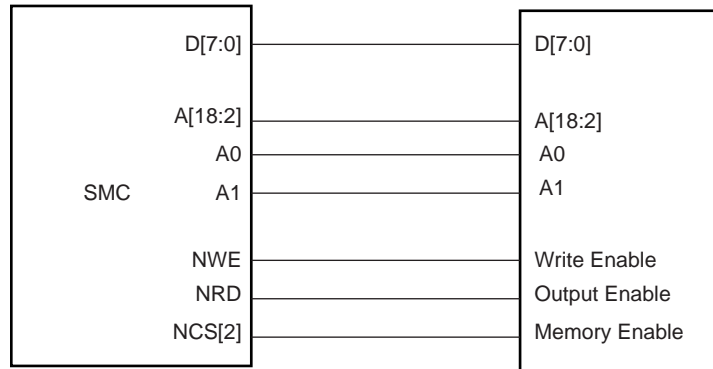 D[7:0] D[7:0]
A[18:2] A[18:2]
A0 A0
SMC A1 A1
NWE Write Enable
NRD Output Enable
NCS[2] Memory Enable